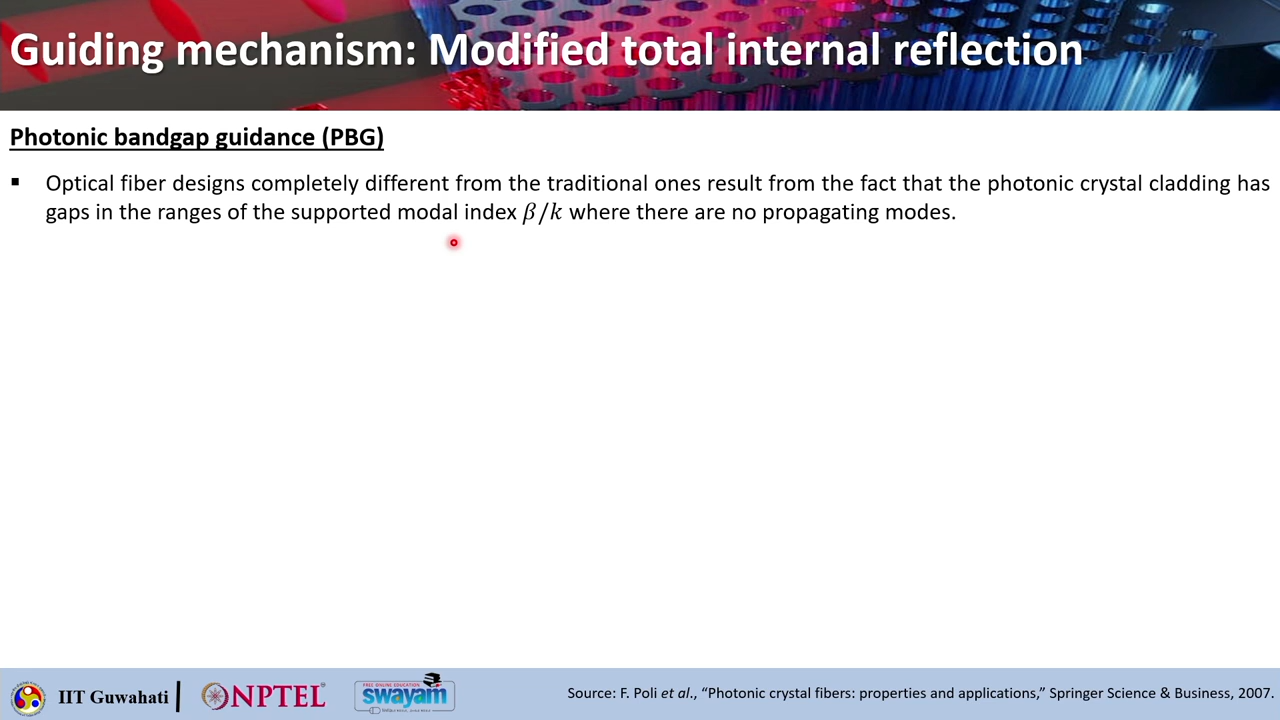 Guiding mechanism: Modified total internal reflection
Photonic bandgap guidance (PBG)
▪ Optical fiber designs completely different from the traditional ones result from the fact that the photonic crystal cladding has
gaps in the ranges of the supported modal index β/k where there are no propagating modes.
IIT Guwahati
NPTEL
FREE ONLINE EDUCATION
swayam
Source: F. Poli et al., “Photonic crystal fibers: properties and applications,” Springer Science & Business, 2007.